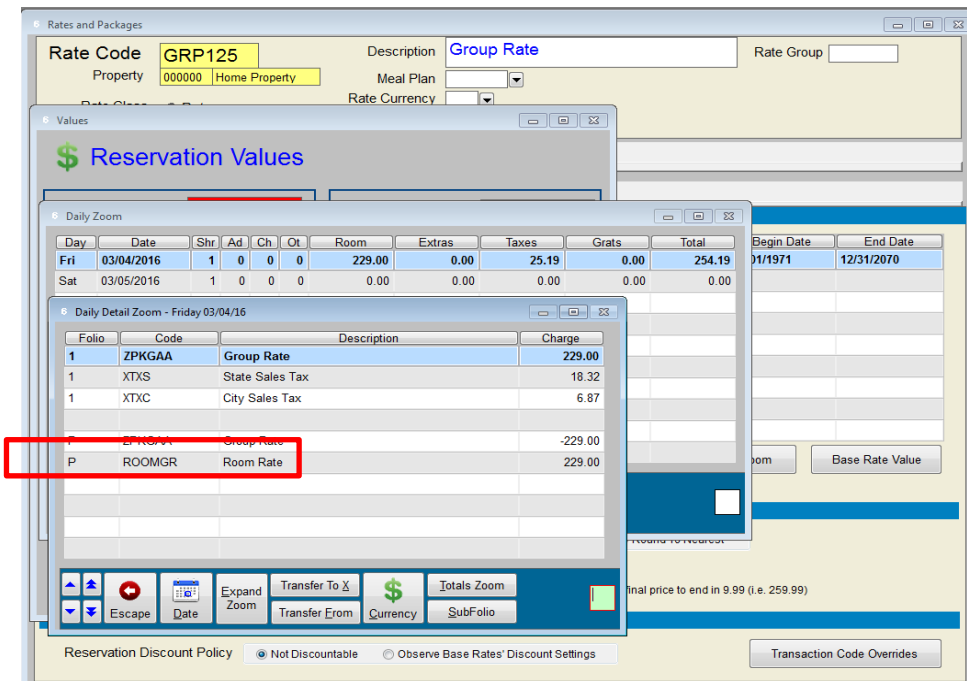 Rates and Packages
Rate Code GRP125 Description Group Rate Rate Group
Property 000000 Home Property Meal Plan
Rate Currency
Values
Reservation Values
Daily Zoom
Day Date Shr Ad Ch Ot Room Extras Taxes Grats Total Begin Date End Date
Fri 03/04/2016 1 0 0 0 229.00 0.00 25.19 0.00 254.19 01/1971 12/31/2070
Sat 03/05/2016 1 0 0 0 0.00 0.00 0.00 0.00 0.00
Daily Detail Zoom - Friday 03/04/16
Folio Code Description Charge
1 ZPKGAA Group Rate 229.00
1 XTXS State Sales Tax 18.32
1 XTXC City Sales Tax 6.87
P ZPKGAA Group Rate -229.00
P ROOMGR Room Rate 229.00
oom Base Rate Value
Round To Nearest
Escape Date Expand Zoom Transfer To X Transfer From Currency Totals Zoom SubFolio
final price to end in 9.99 (i.e. 259.99)
Reservation Discount Policy Not Discountable Observe Base Rates' Discount Settings Transaction Code Overrides